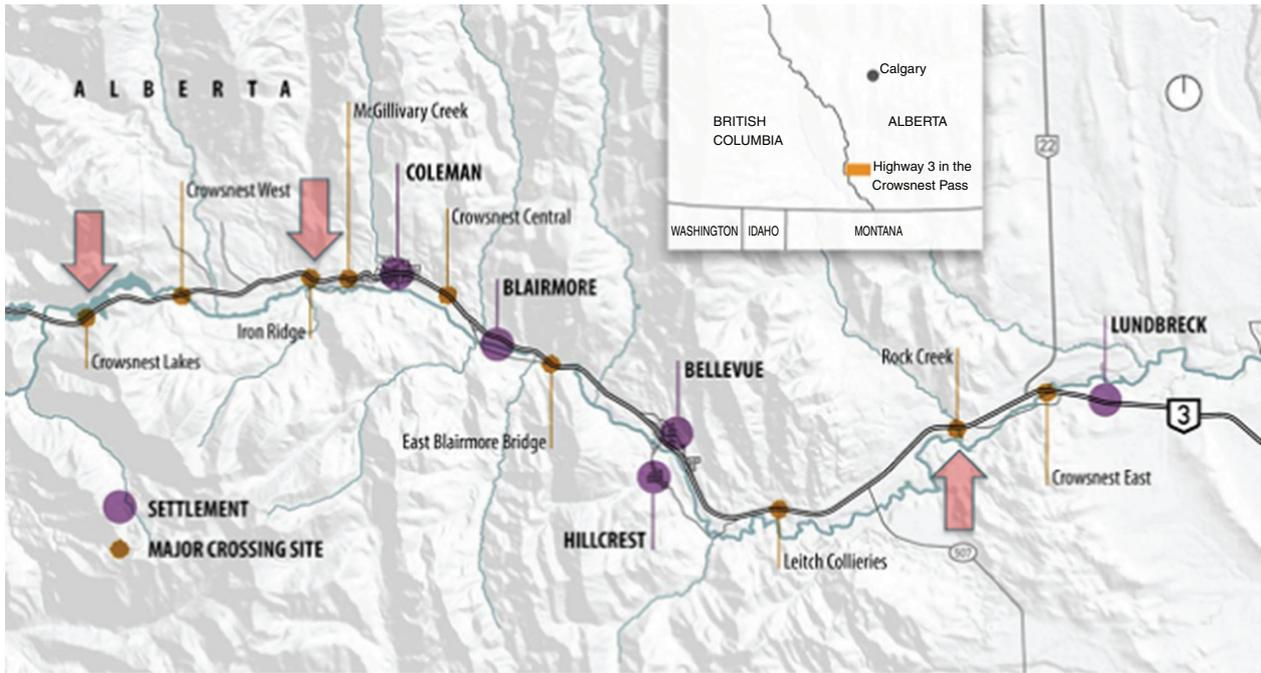 A L B E R T A
McGillivary Creek
COLEMAN
Crowsnest West
Crowsnest Central
BLAIRMORE
Iron Ridge
Crowsnest Lakes
BELLEVUE
East Blairmore Bridge
HILLCREST
Leitch Collieries
Rock Creek
LUNDBRECK
Crowsnest East
22
3
507
SETTLEMENT
MAJOR CROSSING SITE
Calgary
BRITISH
COLUMBIA
ALBERTA
Highway 3 in the
Crowsnest Pass
WASHINGTON
IDAHO
MONTANA